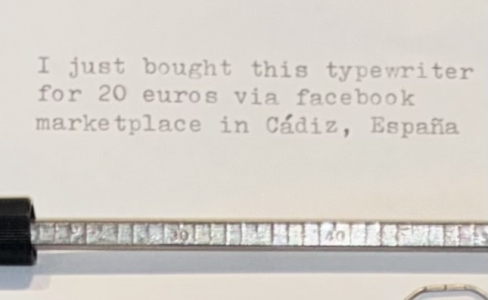 I just bought this typewriter
for 20 euros via facebook
marketplace in Cádiz, España
30 40